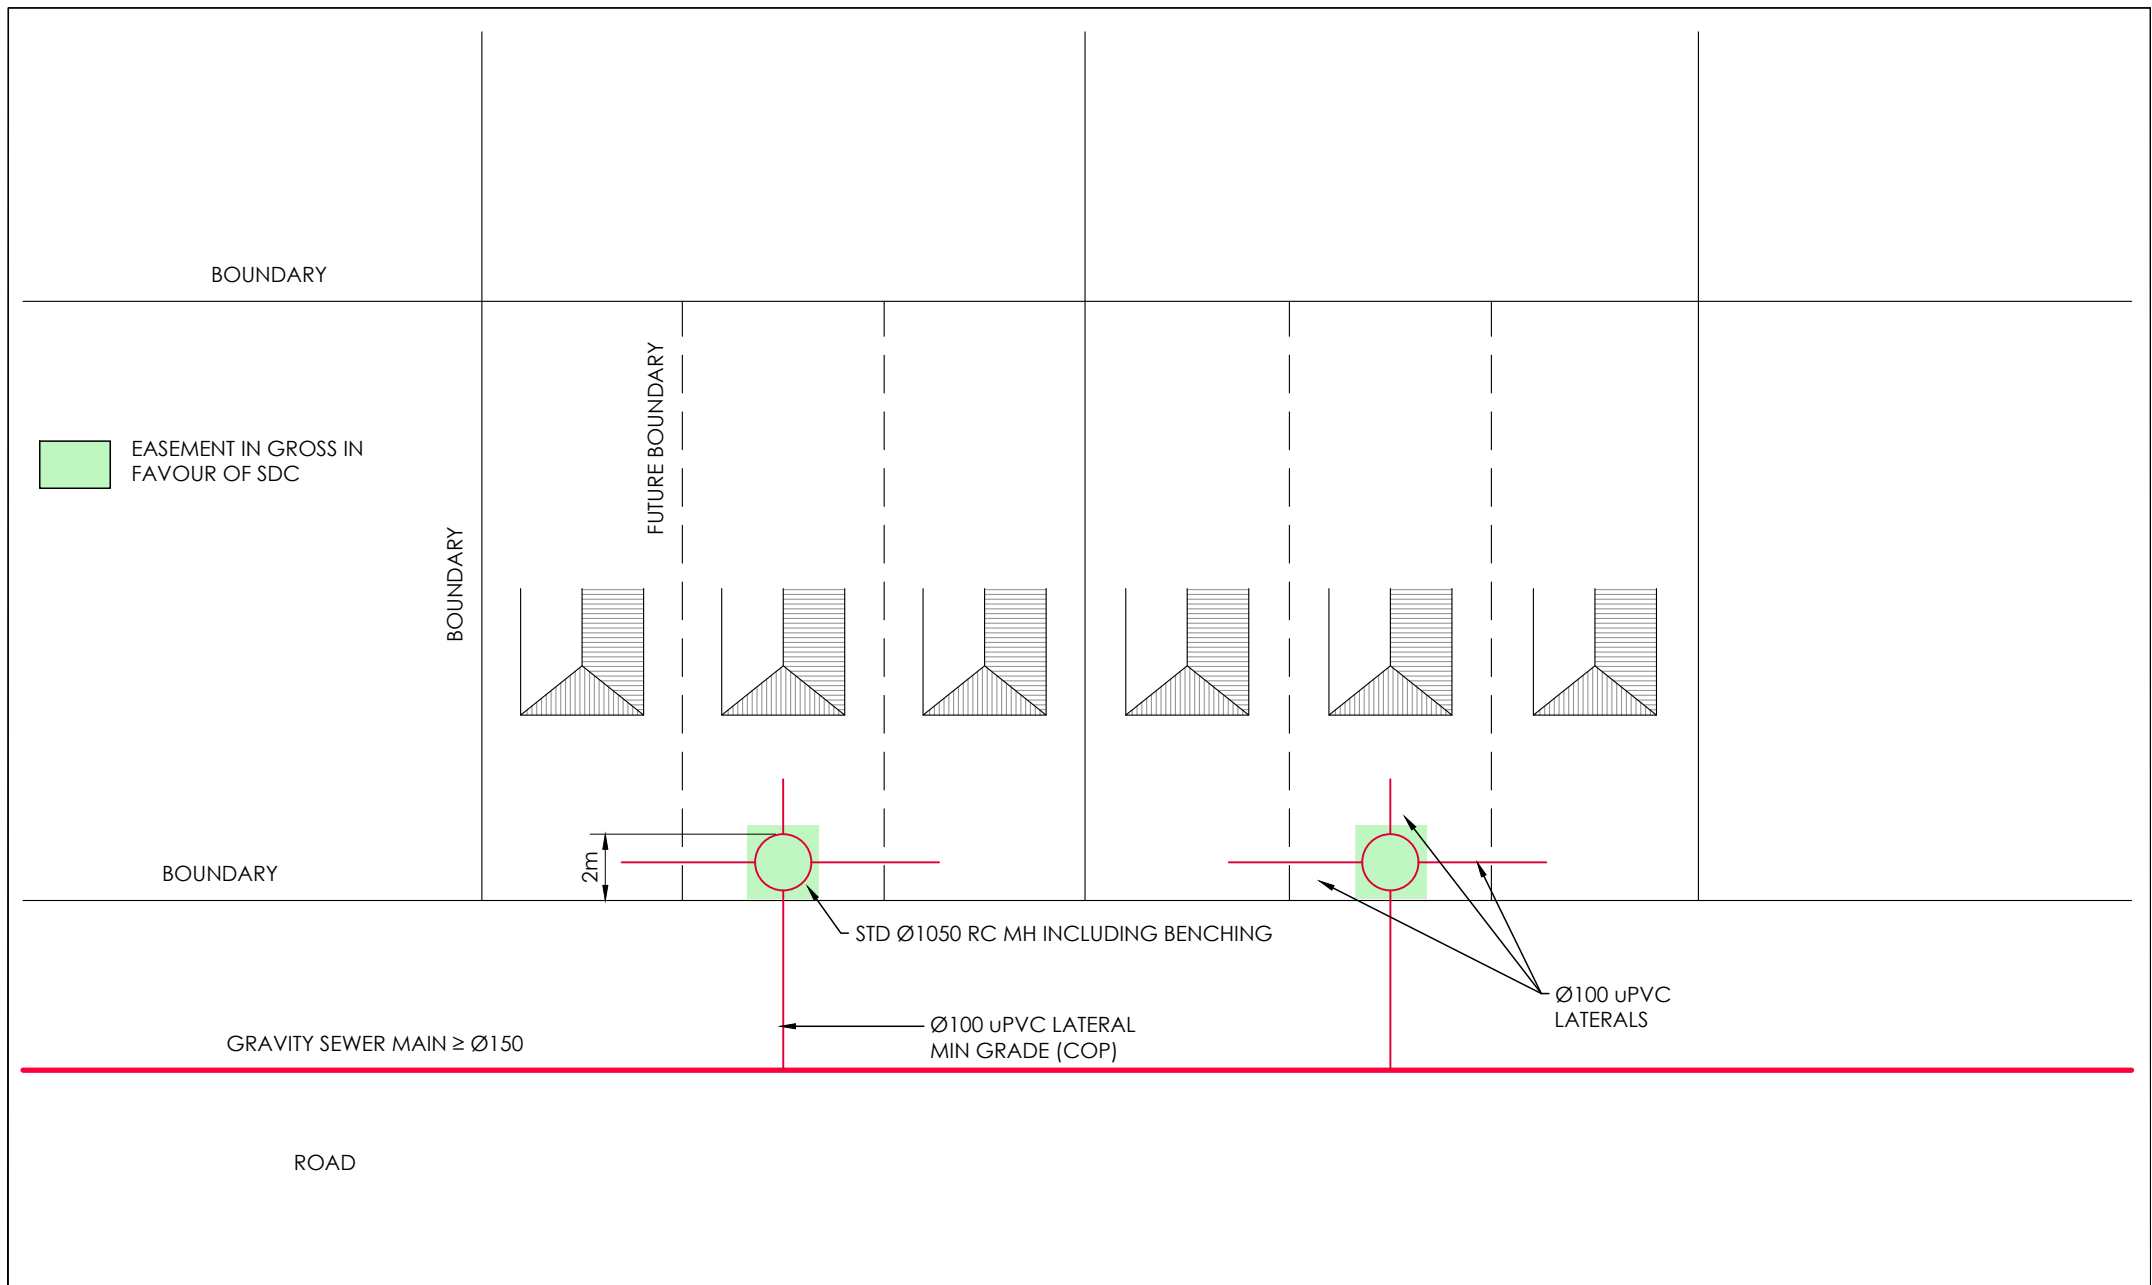 BOUNDARY
FUTURE BOUNDARY
EASEMENT IN GROSS IN
FAVOUR OF SDC
BOUNDARY
2m
BOUNDARY
STD Ø1050 RC MH INCLUDING BENCHING
Ø100 uPVC
LATERALS
Ø100 uPVC LATERAL
MIN GRADE (COP)
GRAVITY SEWER MAIN ≥ Ø150
ROAD